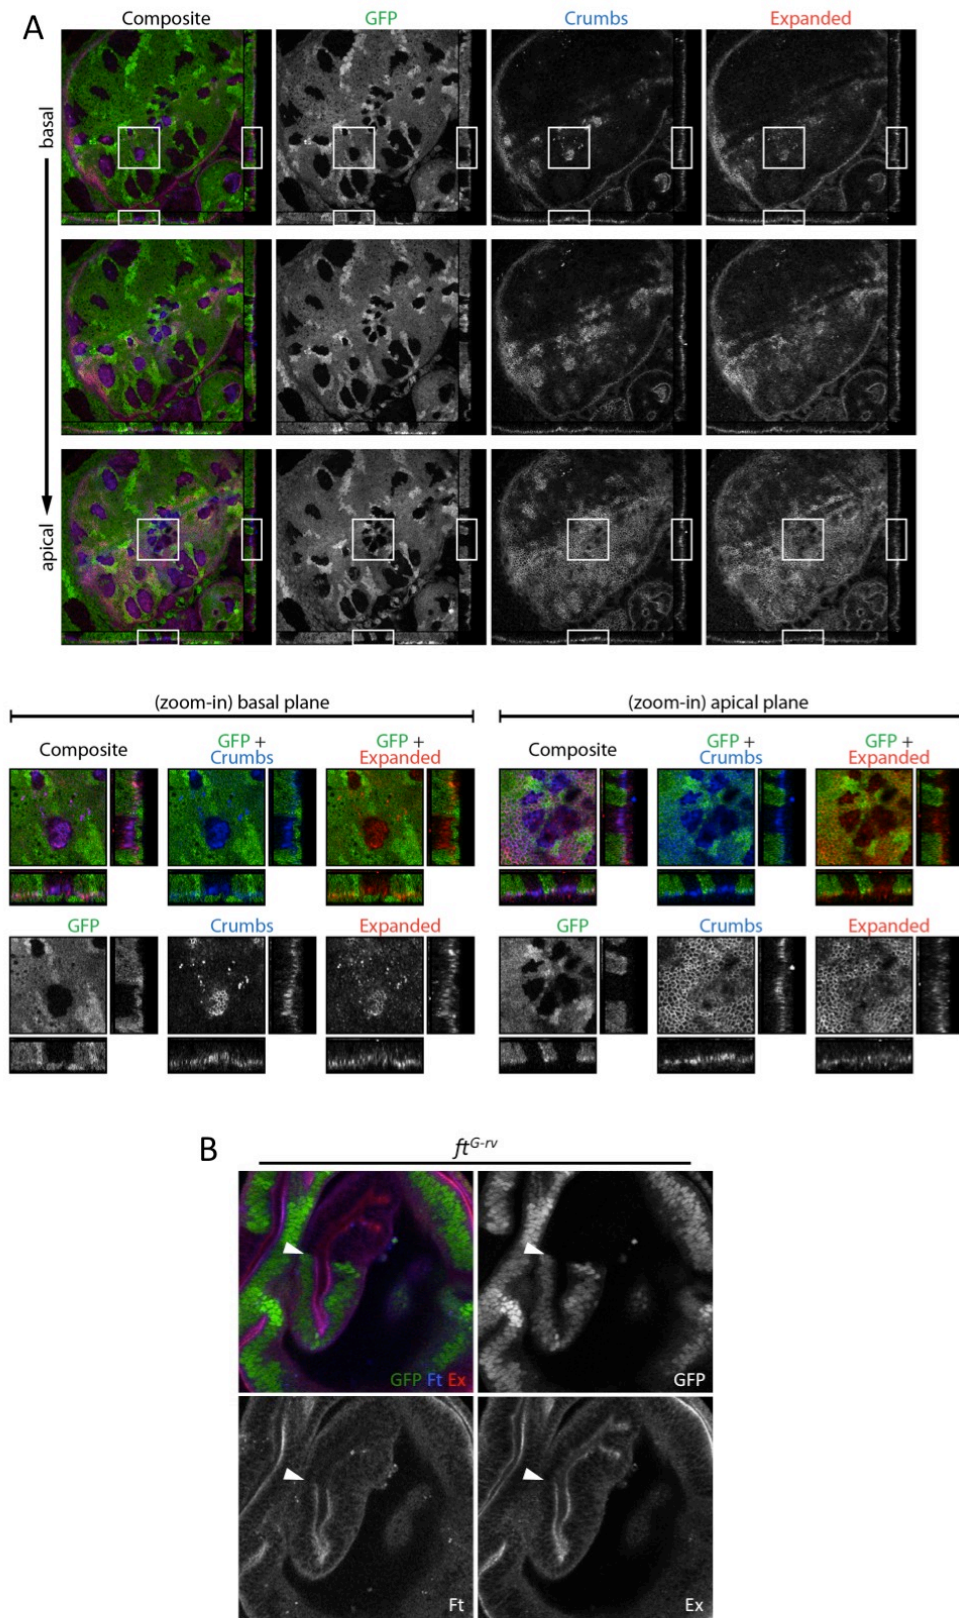 A
Composite GFP Crumbs Expanded
basal
apical
(zoom-in) basal plane (zoom-in) apical plane
Composite GFP + Crumbs GFP + Expanded Composite GFP + Crumbs GFP + Expanded
GFP Crumbs Expanded GFP Crumbs Expanded
B
ft^G-rv
GFP Ft Ex GFP
Ft Ex